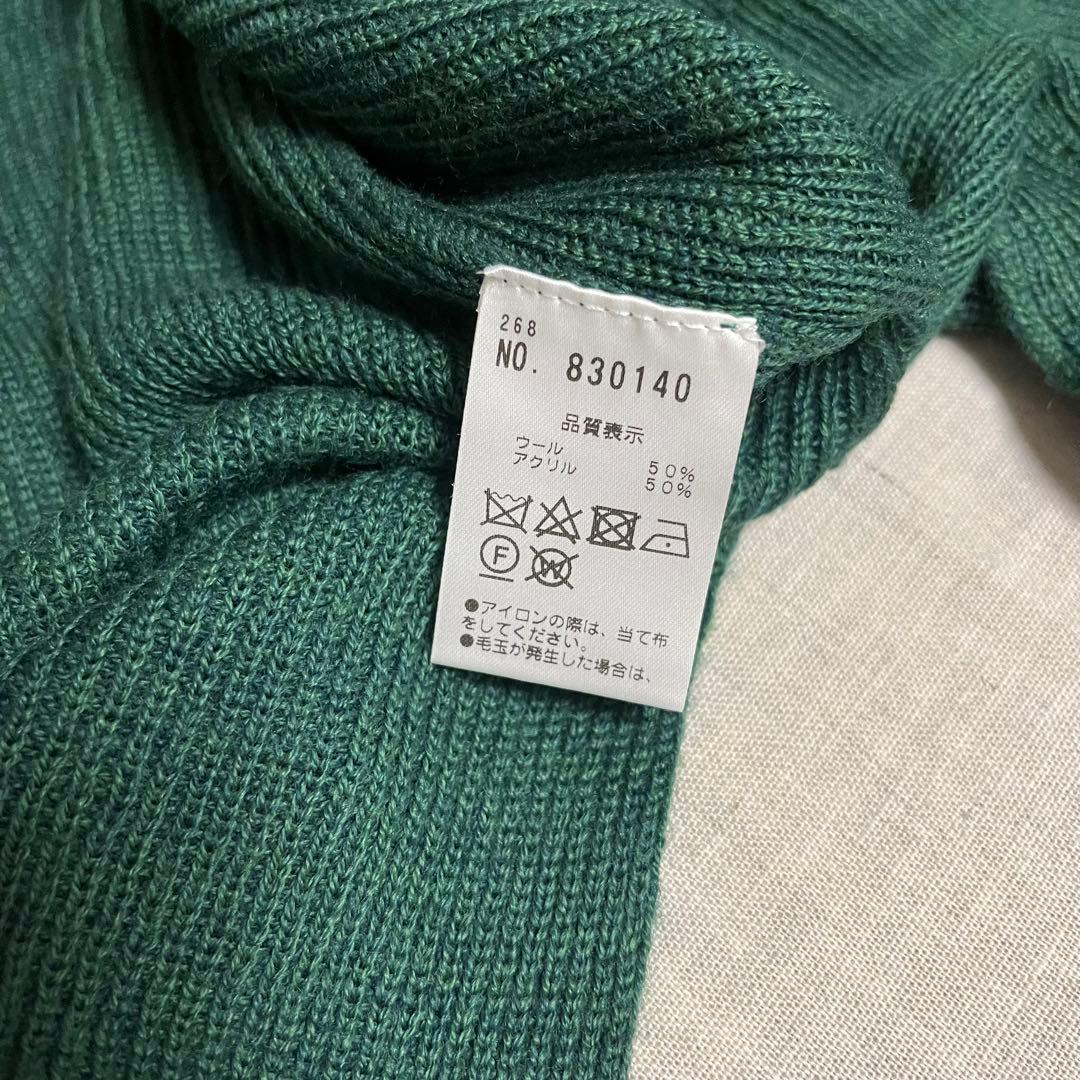 268
NO. 830140
品質表示
ウール 50%
アクリル 50%
F W
●アイロンの際は、当て布
をしてください。
●毛玉が発生した場合は、